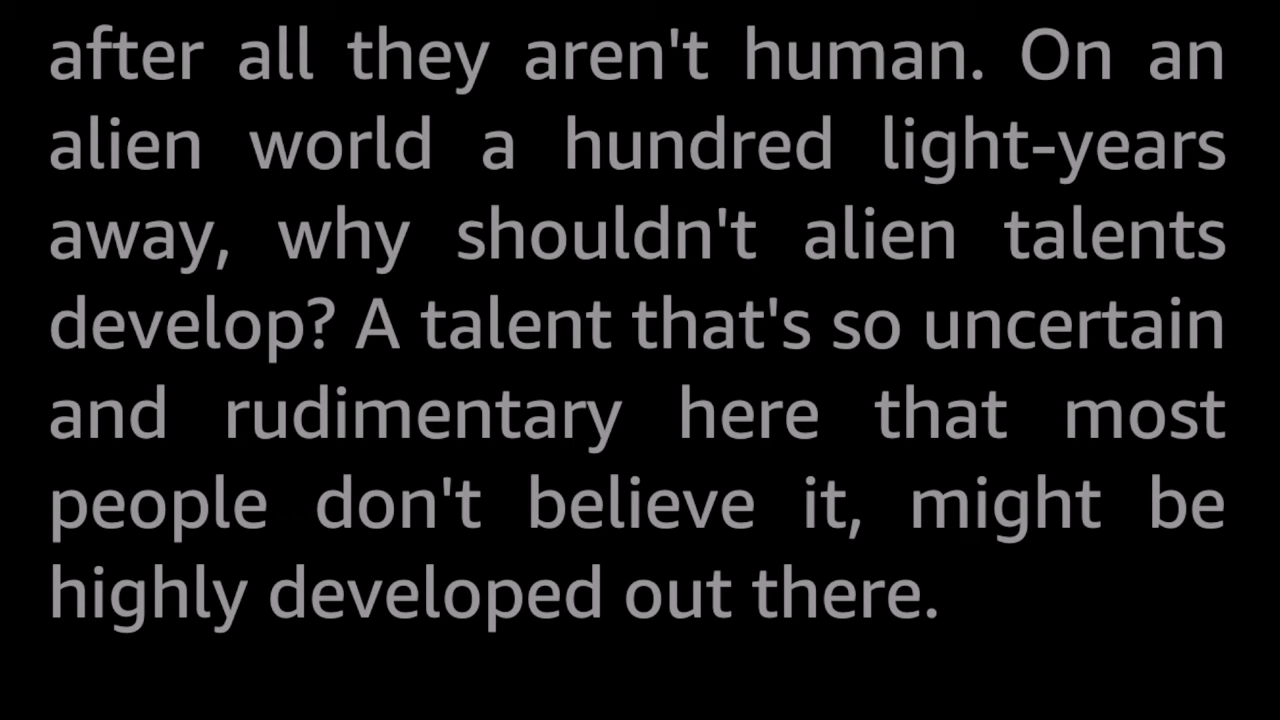 after all they aren't human. On an
alien world a hundred light-years
away, why shouldn't alien talents
develop? A talent that's so uncertain
and rudimentary here that most
people don't believe it, might be
highly developed out there.